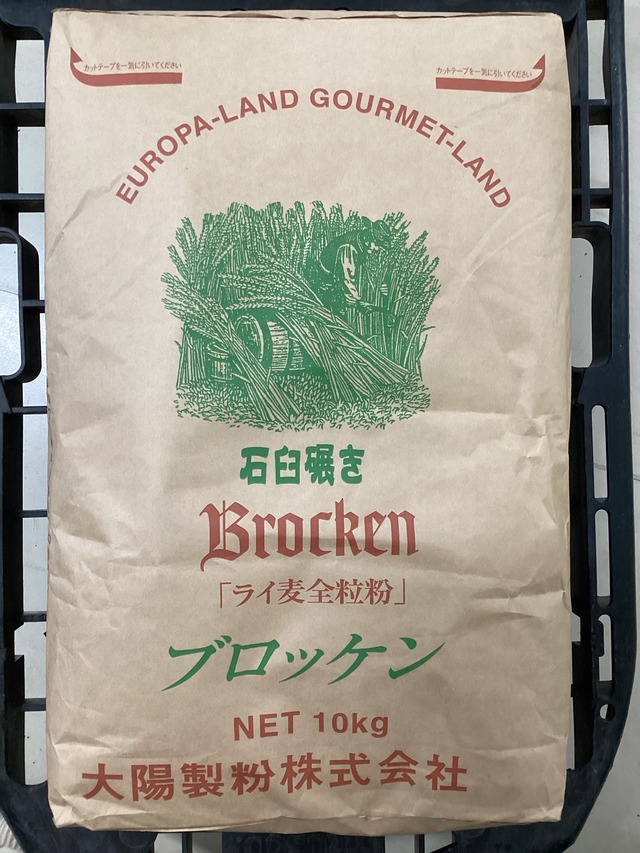 カットテープを一気に引いてください
カットテープを一気に引いてください
EUROPA-LAND GOURMET-LAND
石臼碾き
Brocken
「ライ麦全粒粉」
ブロッケン
NET 10kg
大陽製粉株式会社